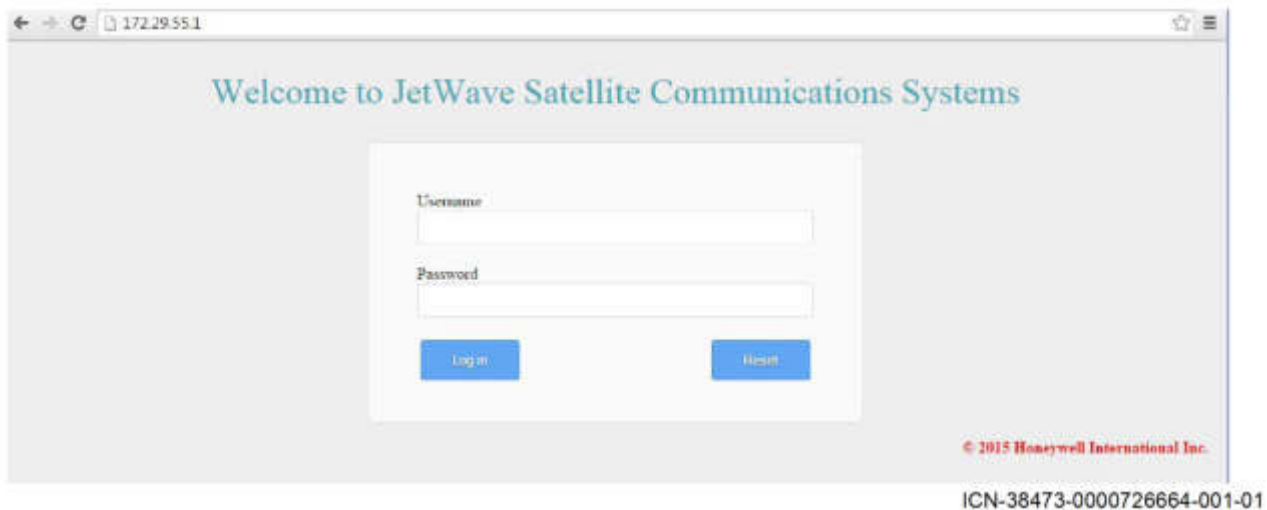 172.29.55.1
Welcome to JetWave Satellite Communications Systems
Username
Password
Log in
Reset
© 2015 Honeywell International Inc.
ICN-38473-0000726664-001-01